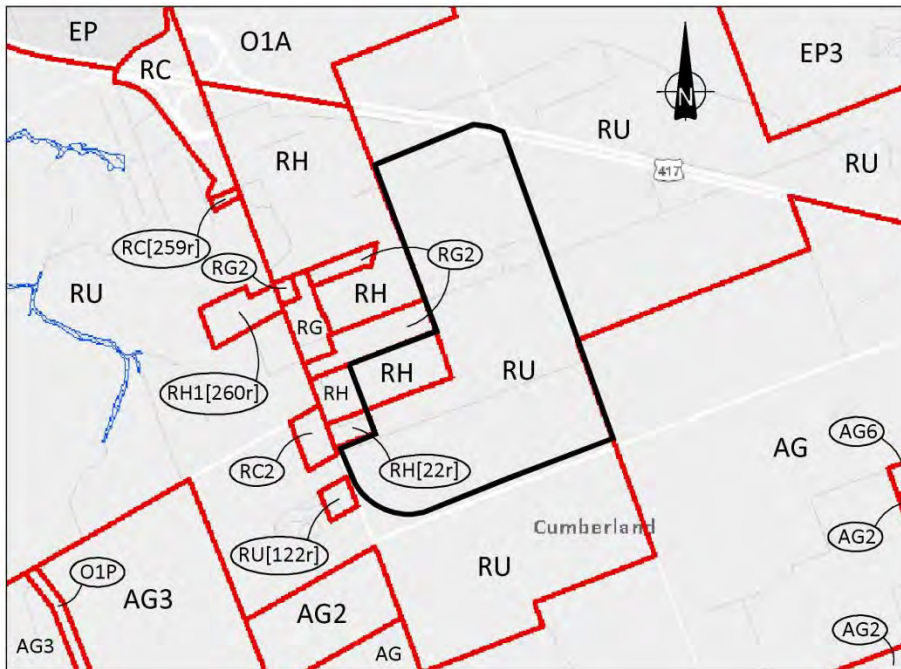 EP
O1A
RC
EP3
N
RU
RH
417
RU
RC[259r]
RG2
RG2
RU
RH
RG
RH
RU
RH1[260r]
RH
AG
AG6
RC2
RH[22r]
AG2
Cumberland
RU[122r]
RU
O1P
AG3
AG2
AG2
AG3
AG